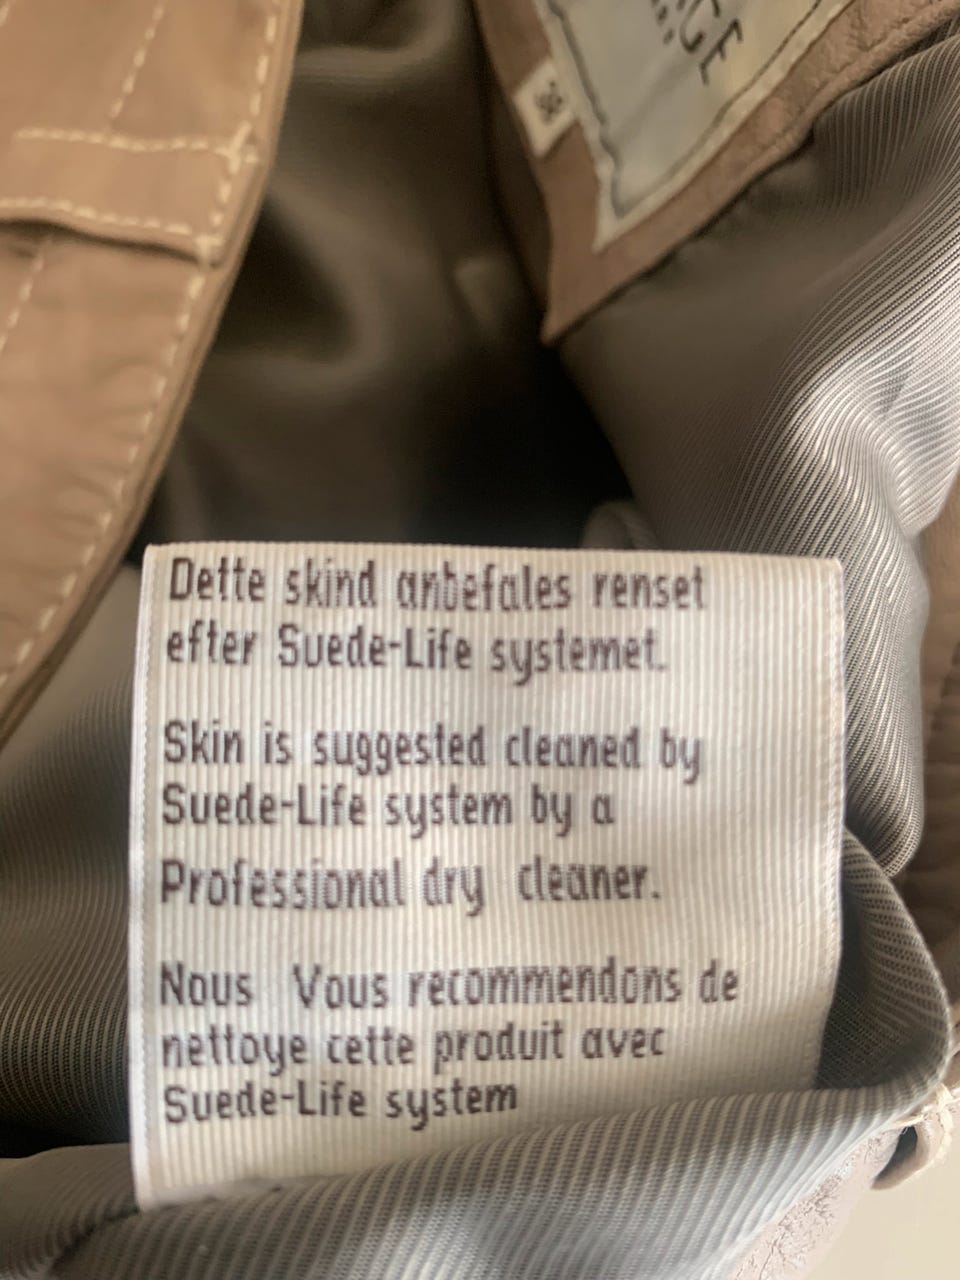 38
Dette skind anbefales renset
efter Suede-Life systemet.
Skin is suggested cleaned by
Suede-Life system by a
Professional dry cleaner.
Nous Vous recommendons de
nettoye cette produit avec
Suede-Life system